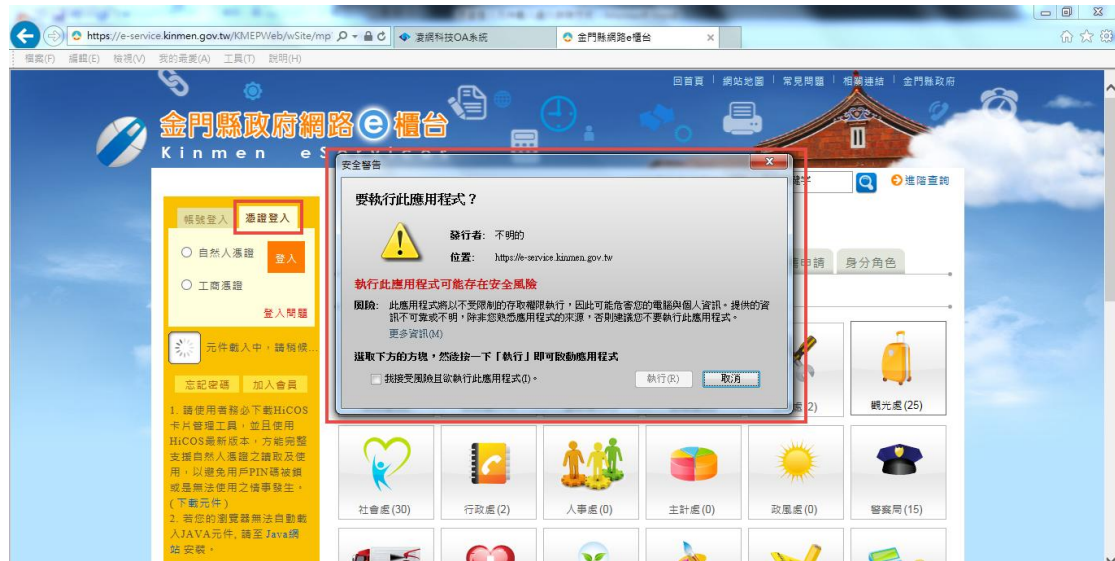 https://e-service.kinmen.gov.tw/KMEPWeb/wSite/mp
凌網科技OA系統
金門縣網路e櫃台
檔案(F) 編輯(E) 檢視(V) 我的最愛(A) 工具(T) 說明(H)
回首頁 網站地圖 常見問題 相關連結 金門縣政府
金門縣政府網路e櫃台
Kinmen
進階查詢
安全警告
要執行此應用程式?
發行者: 不明的
位置: https://e-service.kinmen.gov.tw
執行此應用程式可能存在安全風險
風險: 此應用程式將以不受限制的存取權限執行,因此可能危害您的電腦與個人資訊。提供的資
訊不可靠或不明,除非您熟悉應用程式的來源,否則建議您不要執行此應用程式。
更多資訊(M)
選取下方的方塊,然後按一下「執行」即可啟動應用程式
我接受風險且欲執行此應用程式(I)。
執行(R) 取消
帳號登入 憑證登入
自然人憑證
登入
工商憑證
登入問題
元件載入中,請稍候...
忘記密碼 加入會員
1. 請使用者務必下載HiCOS
卡片管理工具,並且使用
HiCOS最新版本,方能完整
支援自然人憑證之讀取及使
用,以避免用戶PIN碼被鎖
或是無法使用之情事發生。
(下載元件)
2. 若您的瀏覽器無法自動載
入JAVA元件,請至Java網
站安裝。
申請 身分角色
觀光處(25)
社會處(30) 行政處(2) 人事處(0) 主計處(0) 政風處(0) 警察局(15)